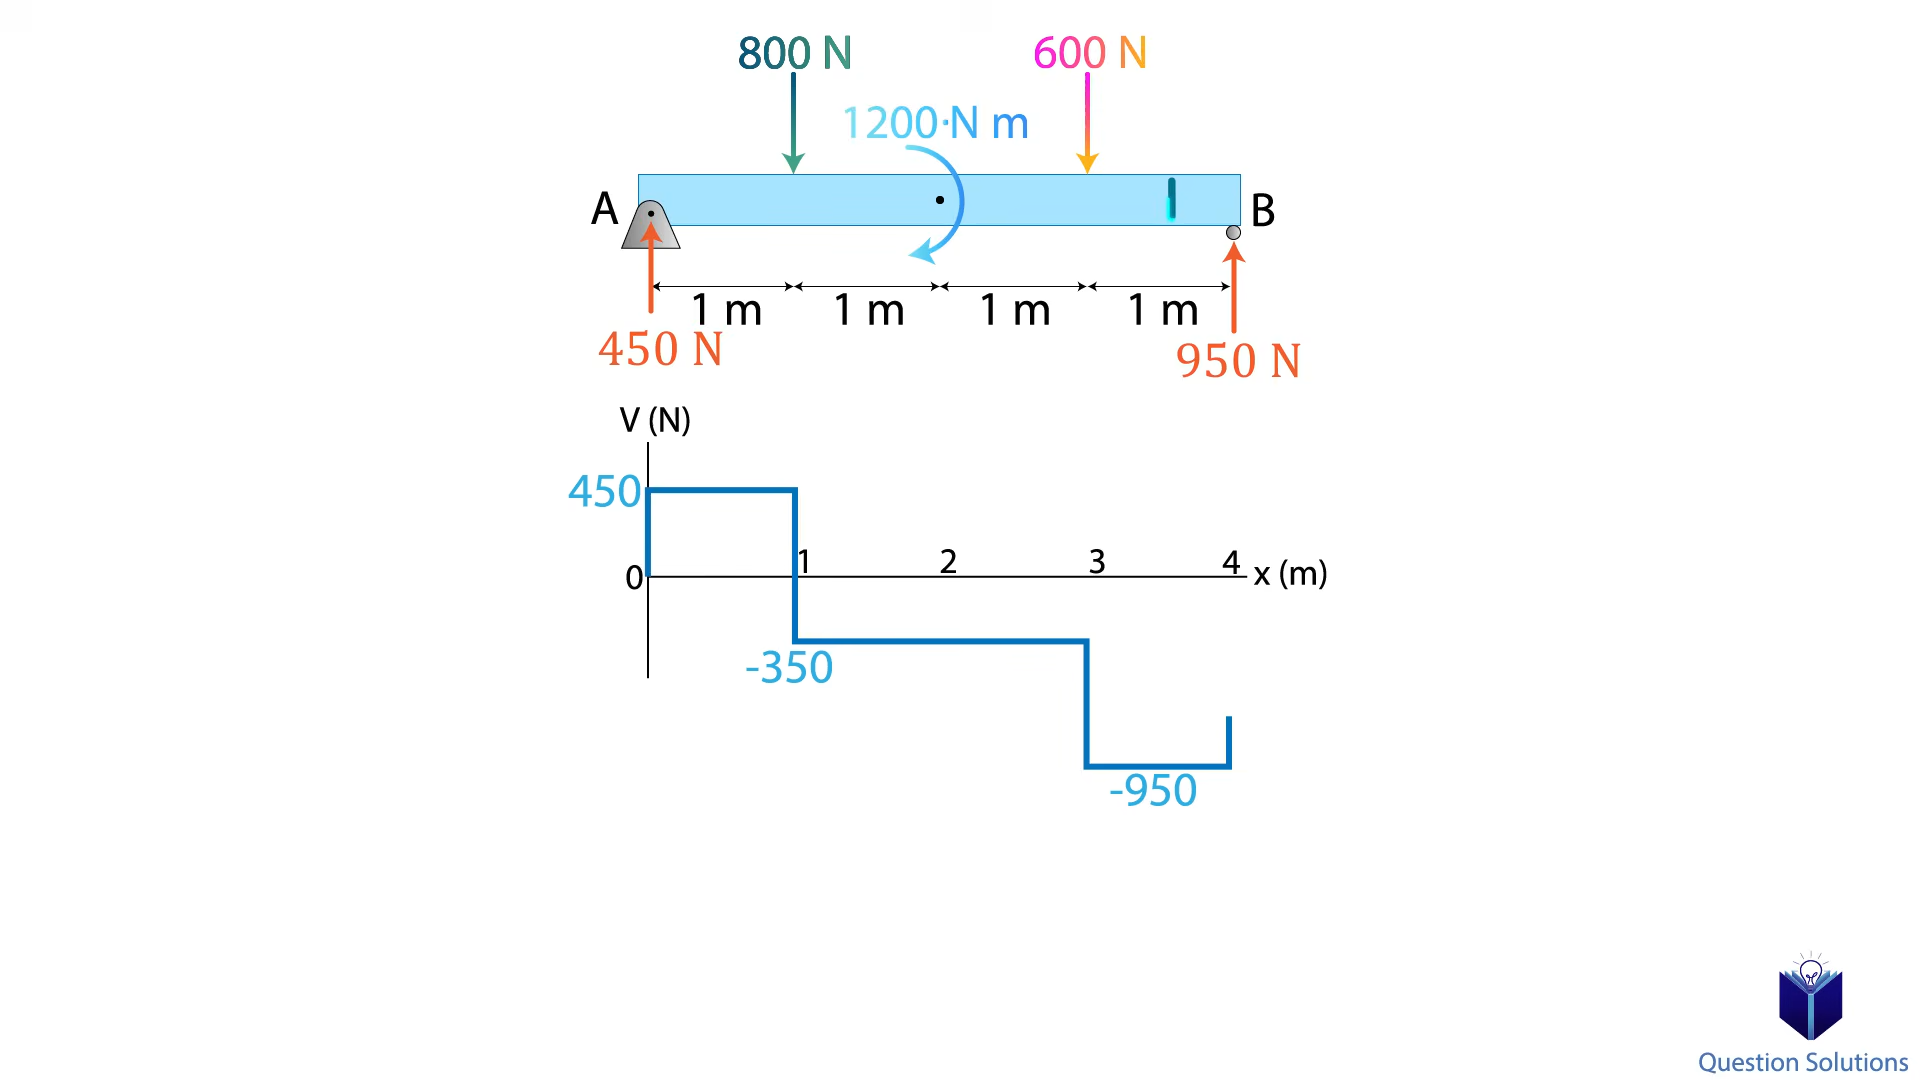 800 N
600 N
1200·N m
A
B
1 m
1 m
1 m
1 m
450 N
950 N
V (N)
450
0
1
2
3
4
x (m)
-350
-950
Question Solutions